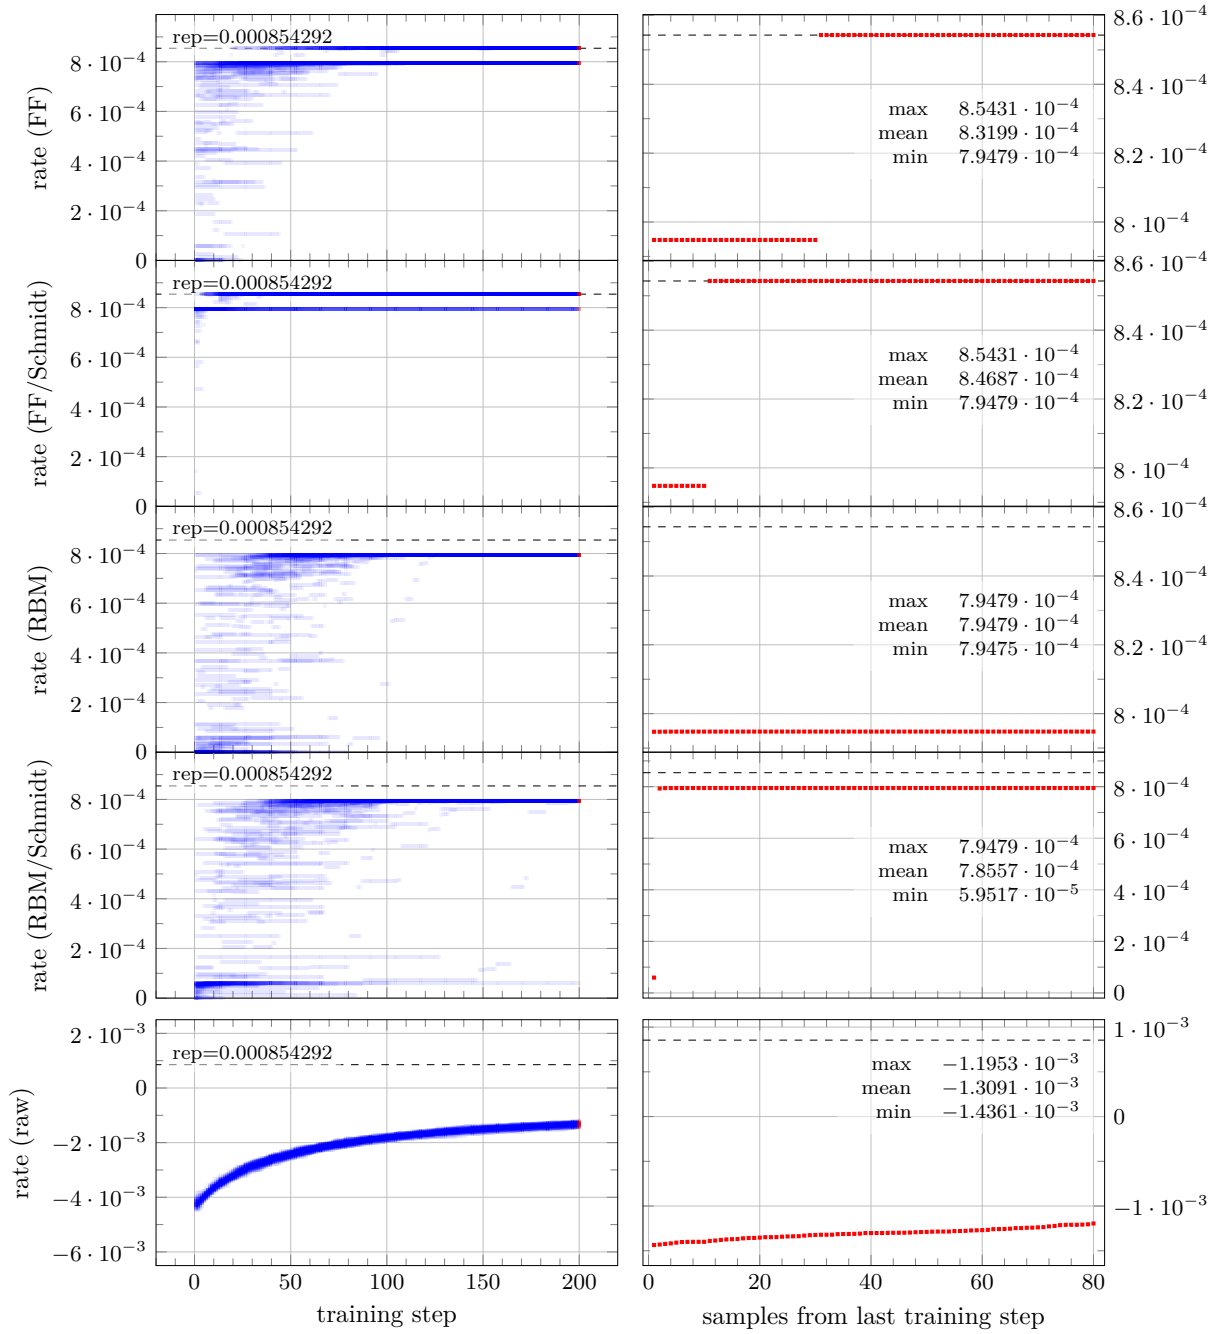 rep=0.000854292
rate (FF)
8 · 10⁻⁴
6 · 10⁻⁴
4 · 10⁻⁴
2 · 10⁻⁴
0
max 8.5431 · 10⁻⁴
mean 8.3199 · 10⁻⁴
min 7.9479 · 10⁻⁴
8.6 · 10⁻⁴
8.4 · 10⁻⁴
8.2 · 10⁻⁴
8 · 10⁻⁴
rep=0.000854292
rate (FF/Schmidt)
8 · 10⁻⁴
6 · 10⁻⁴
4 · 10⁻⁴
2 · 10⁻⁴
0
max 8.5431 · 10⁻⁴
mean 8.4687 · 10⁻⁴
min 7.9479 · 10⁻⁴
8.6 · 10⁻⁴
8.4 · 10⁻⁴
8.2 · 10⁻⁴
8 · 10⁻⁴
rep=0.000854292
rate (RBM)
8 · 10⁻⁴
6 · 10⁻⁴
4 · 10⁻⁴
2 · 10⁻⁴
0
max 7.9479 · 10⁻⁴
mean 7.9479 · 10⁻⁴
min 7.9475 · 10⁻⁴
8.6 · 10⁻⁴
8.4 · 10⁻⁴
8.2 · 10⁻⁴
8 · 10⁻⁴
rep=0.000854292
rate (RBM/Schmidt)
8 · 10⁻⁴
6 · 10⁻⁴
4 · 10⁻⁴
2 · 10⁻⁴
0
max 7.9479 · 10⁻⁴
mean 7.8557 · 10⁻⁴
min 5.9517 · 10⁻⁵
8 · 10⁻⁴
6 · 10⁻⁴
4 · 10⁻⁴
2 · 10⁻⁴
0
rep=0.000854292
rate (raw)
2 · 10⁻³
0
−2 · 10⁻³
−4 · 10⁻³
−6 · 10⁻³
0 50 100 150 200
training step
max −1.1953 · 10⁻³
mean −1.3091 · 10⁻³
min −1.4361 · 10⁻³
1 · 10⁻³
0
−1 · 10⁻³
0 20 40 60 80
samples from last training step